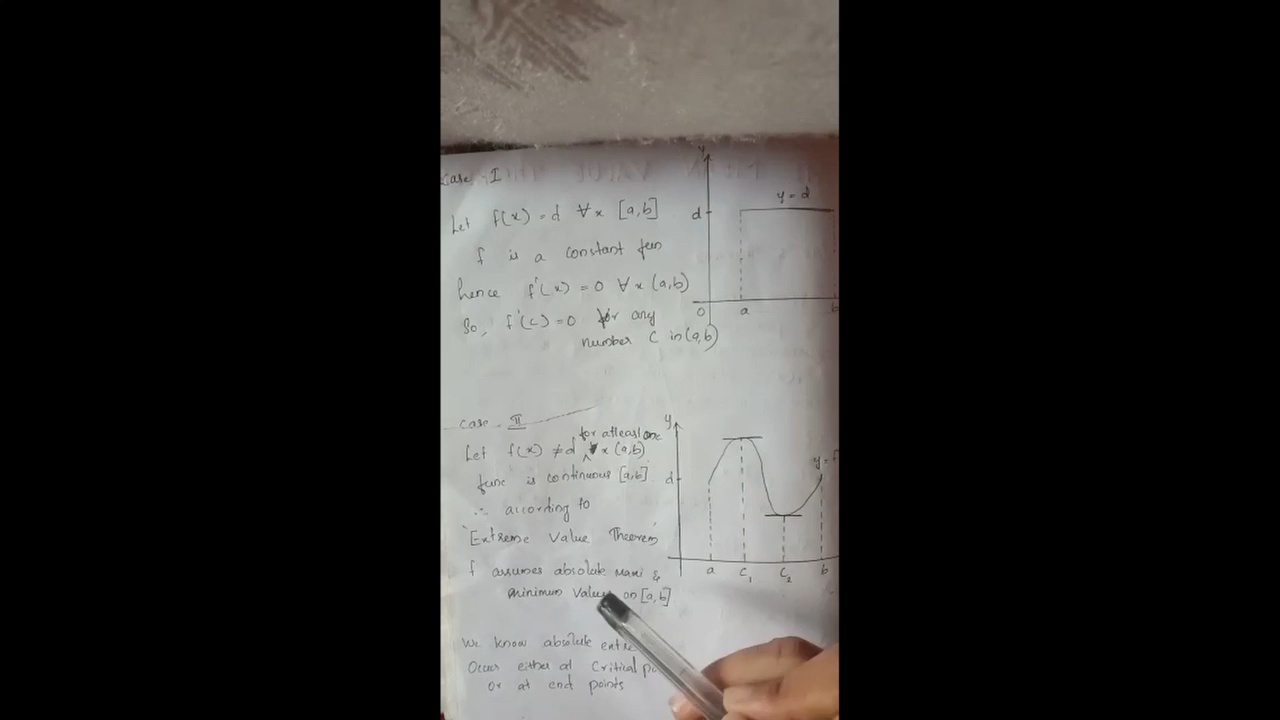 Case I
Let f(x) = d ∀ x [a,b]
f is a constant fun
hence f'(x) = 0 ∀ x (a,b)
So, f'(c) = 0 for any
number C in (a,b)
y
y = d
d
O a b
Case II
for atleast one
Let f(x) ≠ d ^ x (a,b)
func is continuous [a,b]
∴ according to
"Extreme Value Theorem"
f assumes absolute Maxi &
minimum Value on [a,b]
We know absolute
Occur either at Critical
Or at end points
y
y = f
d
a C₁ C₂ b